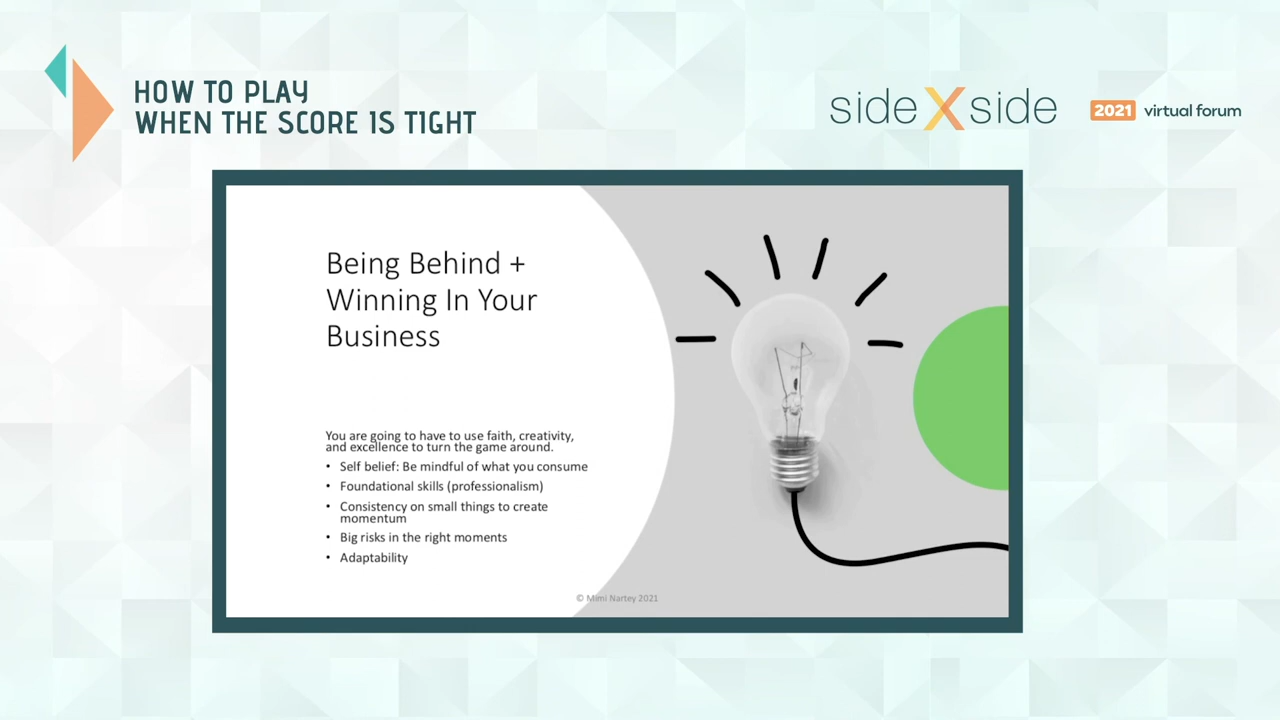 HOW TO PLAY
WHEN THE SCORE IS TIGHT
sideXside
2021 virtual forum
Being Behind +
Winning In Your
Business
You are going to have to use faith, creativity,
and excellence to turn the game around.
• Self belief: Be mindful of what you consume
• Foundational skills (professionalism)
• Consistency on small things to create
momentum
• Big risks in the right moments
• Adaptability
© Mimi Nartey 2021